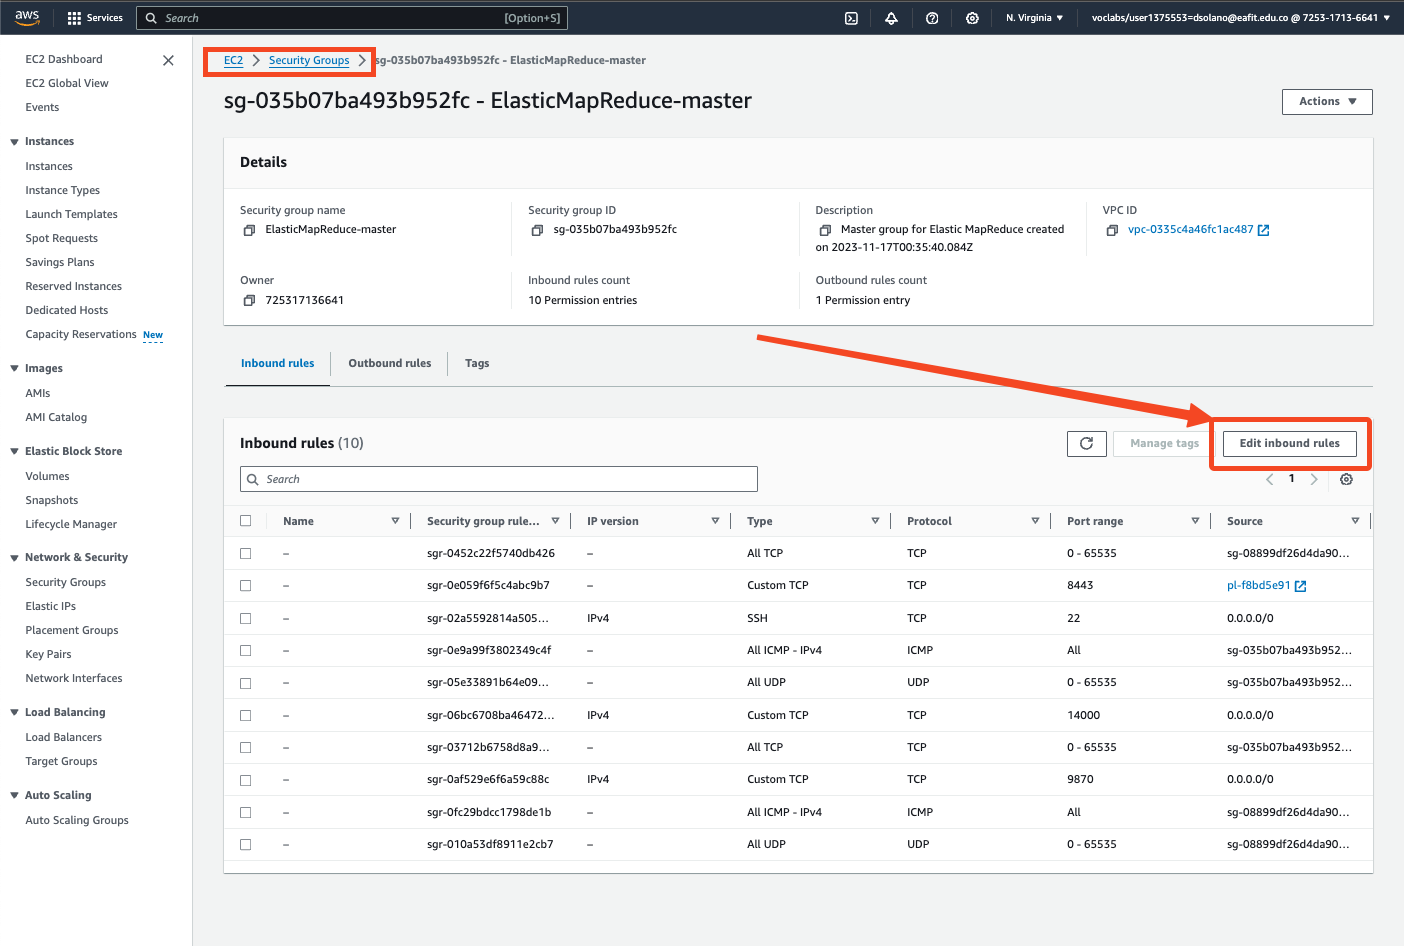 aws Services Search [Option+S] N. Virginia voclabs/user1375553=dsolano@eafit.edu.co @ 7253-1713-6641
EC2 Dashboard
EC2 Global View
Events
Instances
Instances
Instance Types
Launch Templates
Spot Requests
Savings Plans
Reserved Instances
Dedicated Hosts
Capacity Reservations New
Images
AMIs
AMI Catalog
Elastic Block Store
Volumes
Snapshots
Lifecycle Manager
Network & Security
Security Groups
Elastic IPs
Placement Groups
Key Pairs
Network Interfaces
Load Balancing
Load Balancers
Target Groups
Auto Scaling
Auto Scaling Groups
EC2 Security Groups sg-035b07ba493b952fc - ElasticMapReduce-master
sg-035b07ba493b952fc - ElasticMapReduce-master
Actions
Details
Security group name
ElasticMapReduce-master
Security group ID
sg-035b07ba493b952fc
Description
Master group for Elastic MapReduce created
on 2023-11-17T00:35:40.084Z
VPC ID
vpc-0335c4a46fc1ac487
Owner
725317136641
Inbound rules count
10 Permission entries
Outbound rules count
1 Permission entry
Inbound rules Outbound rules Tags
Inbound rules (10)
Manage tags Edit inbound rules
Search
1
Name Security group rule... IP version Type Protocol Port range Source
– sgr-0452c22f5740db426 – All TCP TCP 0 - 65535 sg-08899df26d4da90...
– sgr-0e059f6f5c4abc9b7 – Custom TCP TCP 8443 pl-f8bd5e91
– sgr-02a5592814a505... IPv4 SSH TCP 22 0.0.0.0/0
– sgr-0e9a99f3802349c4f – All ICMP - IPv4 ICMP All sg-035b07ba493b952...
– sgr-05e33891b64e09... – All UDP UDP 0 - 65535 sg-035b07ba493b952...
– sgr-06bc6708ba46472... IPv4 Custom TCP TCP 14000 0.0.0.0/0
– sgr-03712b6758d8a9... – All TCP TCP 0 - 65535 sg-035b07ba493b952...
– sgr-0af529e6f6a59c88c IPv4 Custom TCP TCP 9870 0.0.0.0/0
– sgr-0fc29bdcc1798de1b – All ICMP - IPv4 ICMP All sg-08899df26d4da90...
– sgr-010a53df8911e2cb7 – All UDP UDP 0 - 65535 sg-08899df26d4da90...